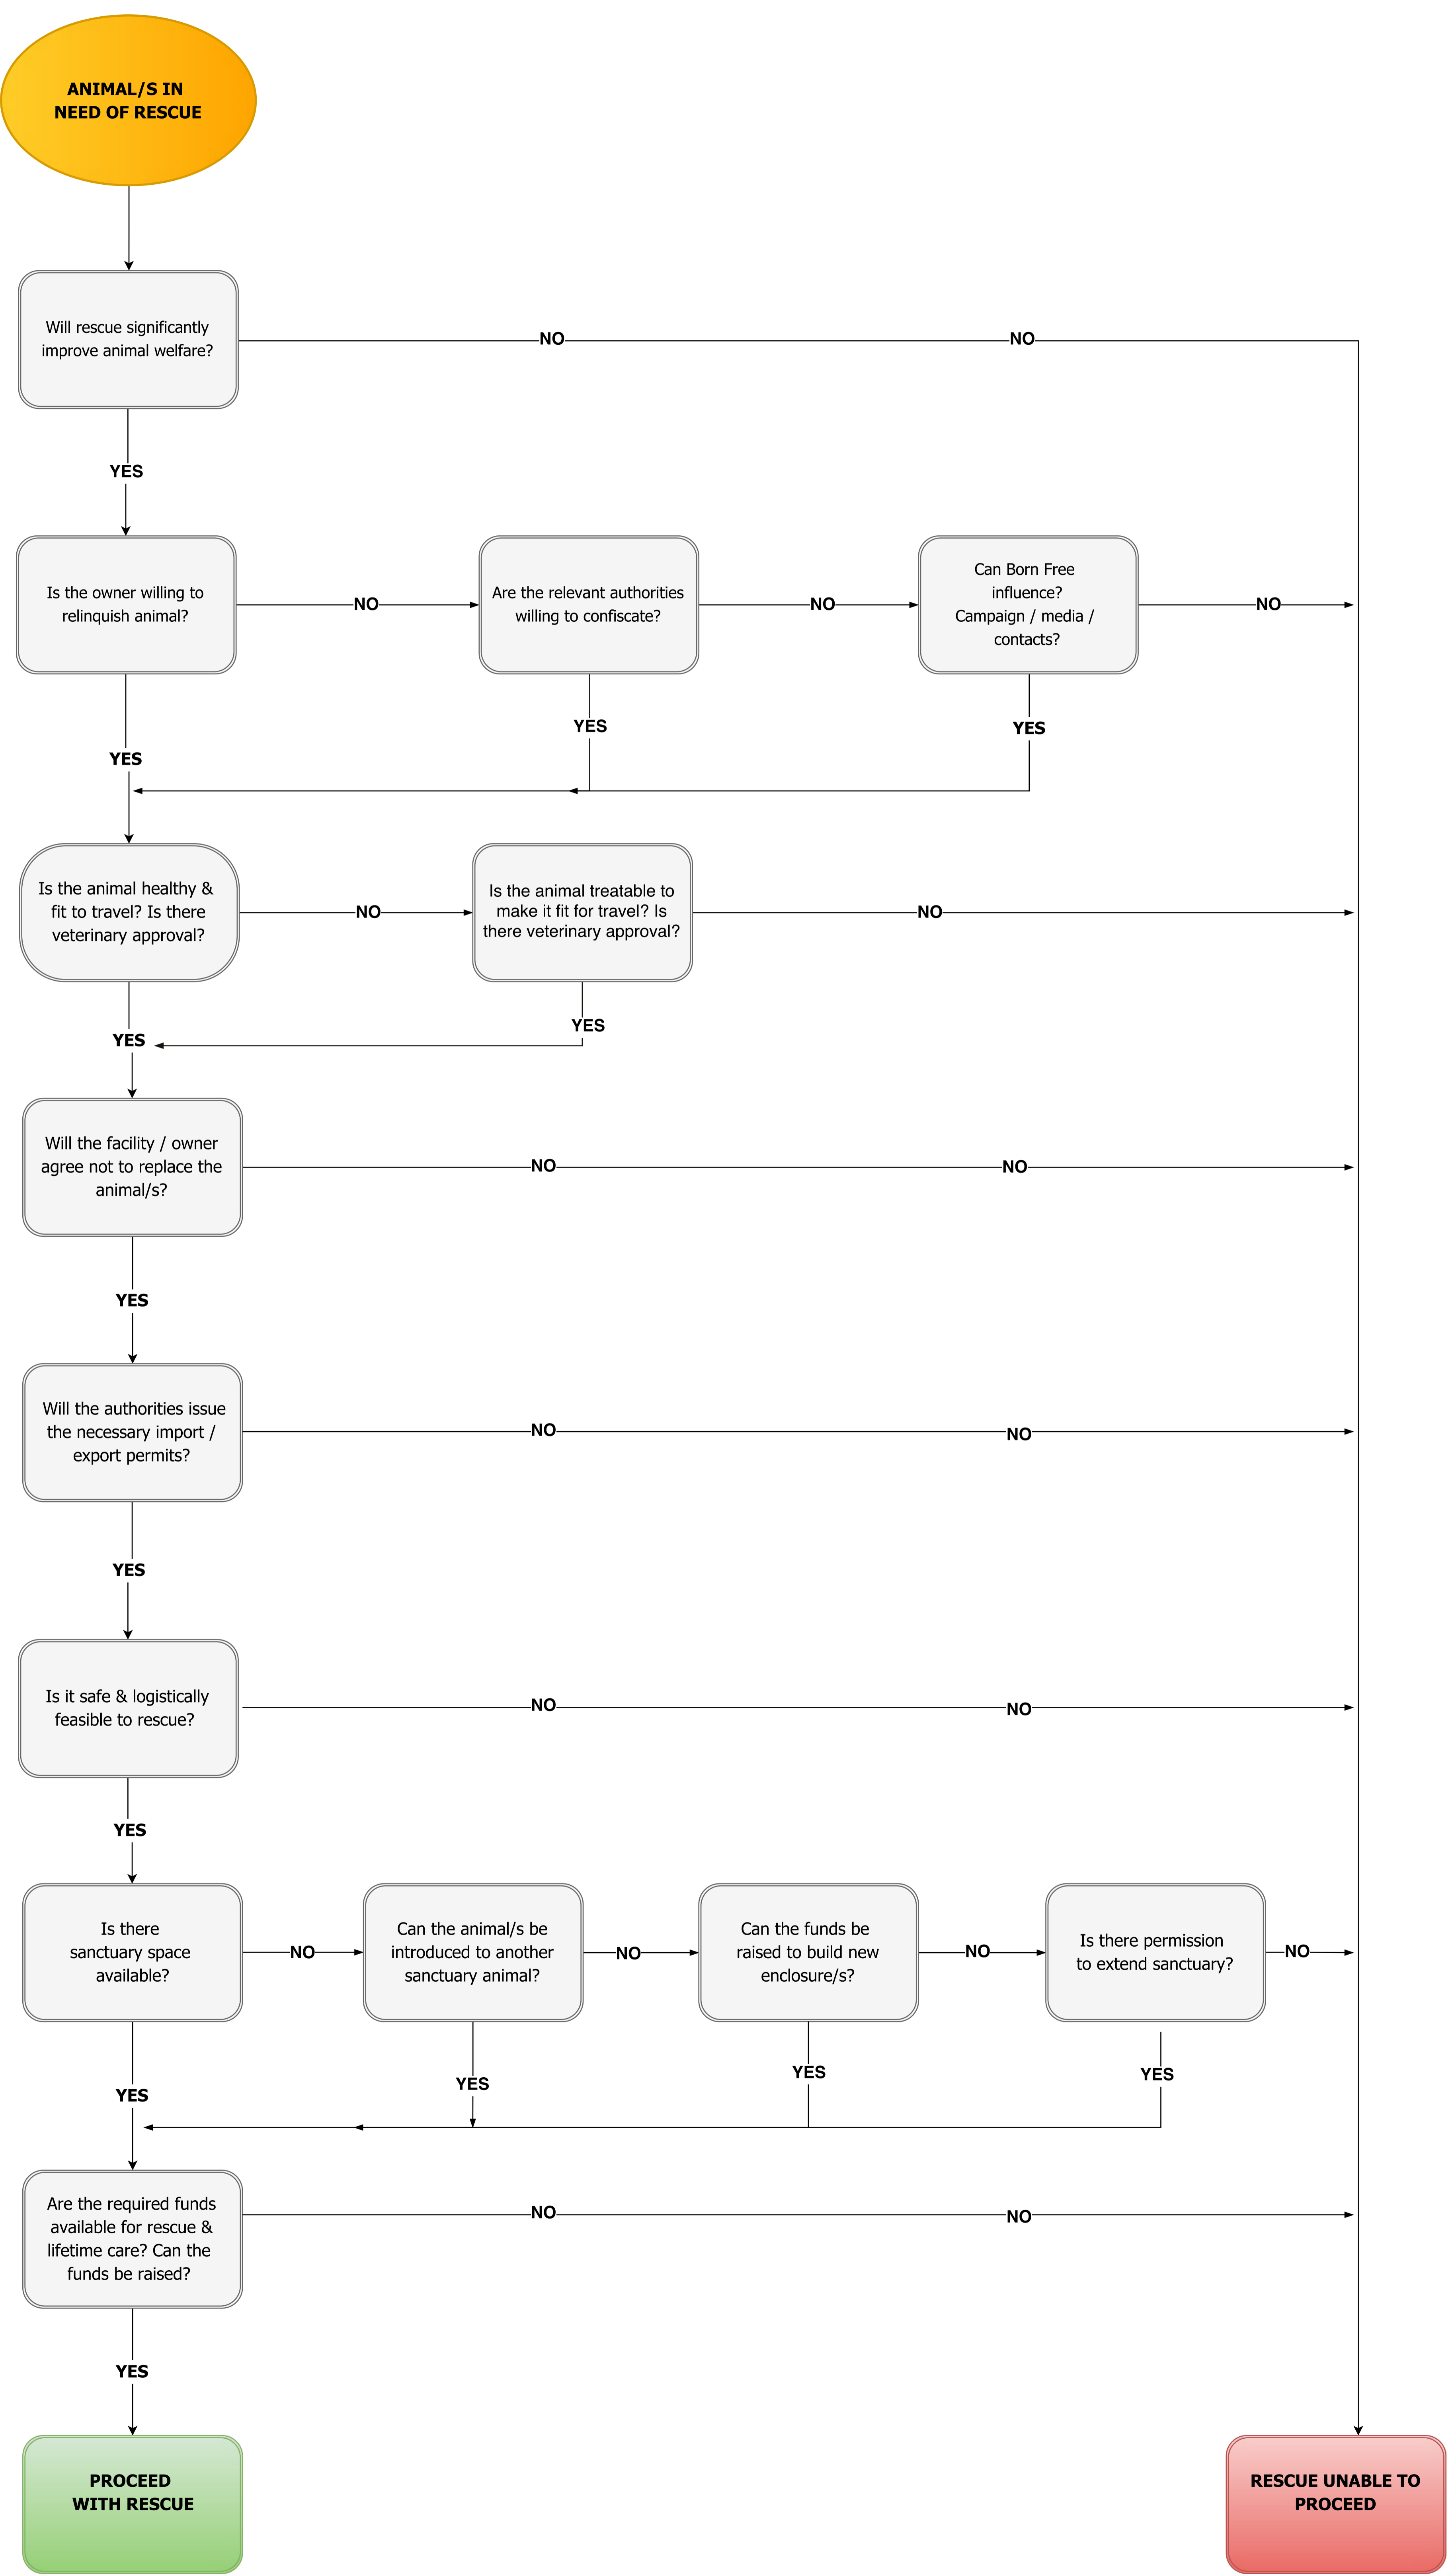 ANIMAL/S IN
NEED OF RESCUE
Will rescue significantly
improve animal welfare?
NO
NO
YES
Is the owner willing to
relinquish animal?
NO
Are the relevant authorities
willing to confiscate?
NO
Can Born Free
influence?
Campaign / media /
contacts?
NO
YES
YES
YES
Is the animal healthy &
fit to travel? Is there
veterinary approval?
NO
Is the animal treatable to
make it fit for travel? Is
there veterinary approval?
NO
YES
YES
Will the facility / owner
agree not to replace the
animal/s?
NO
NO
YES
Will the authorities issue
the necessary import /
export permits?
NO
NO
YES
Is it safe & logistically
feasible to rescue?
NO
NO
YES
Is there
sanctuary space
available?
NO
Can the animal/s be
introduced to another
sanctuary animal?
NO
Can the funds be
raised to build new
enclosure/s?
NO
Is there permission
to extend sanctuary?
NO
YES
YES
YES
YES
Are the required funds
available for rescue &
lifetime care? Can the
funds be raised?
NO
NO
YES
PROCEED
WITH RESCUE
RESCUE UNABLE TO
PROCEED